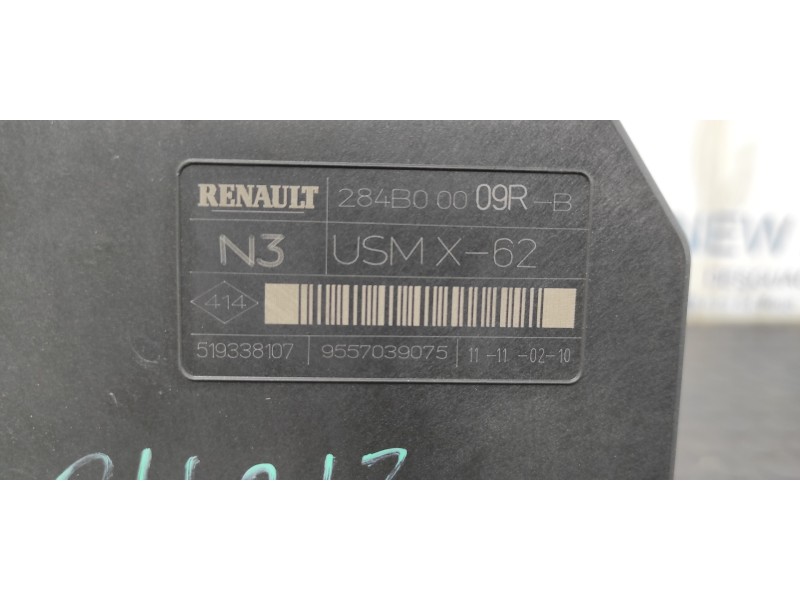 RENAULT 284B0 00 09R-B
N3 USM X-62
414
519338107 9557039075 11-11-02-10
NEW